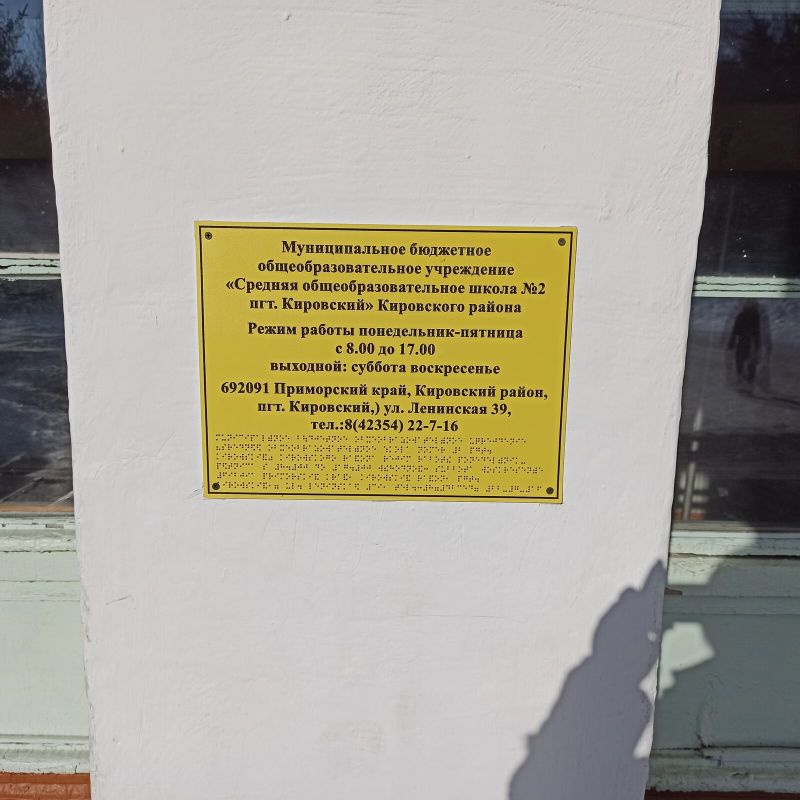 Муниципальное бюджетное
общеобразовательное учреждение
«Средняя общеобразовательное школа №2
пгт. Кировский» Кировского района
Режим работы понедельник-пятница
с 8.00 до 17.00
выходной: суббота воскресенье
692091 Приморский край, Кировский район,
пгт. Кировский,) ул. Ленинская 39,
тел.:8(42354) 22-7-16